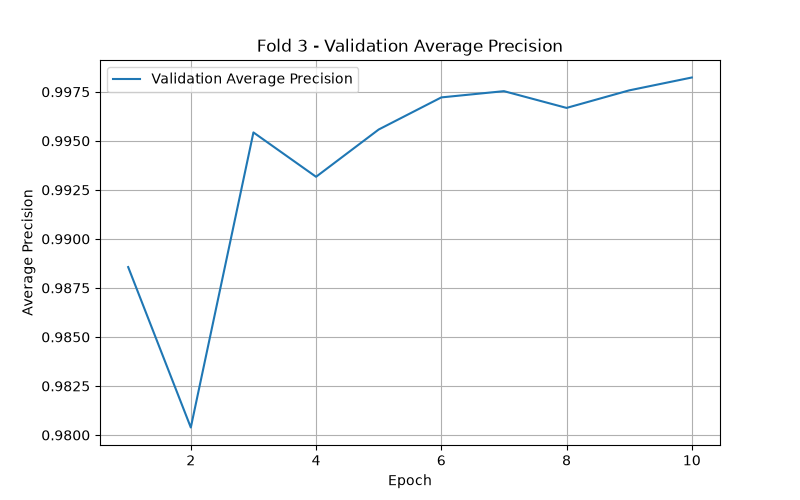 Fold 3 - Validation Average Precision
Validation Average Precision
0.9975
0.9950
0.9925
0.9900
0.9875
0.9850
0.9825
0.9800
Average Precision
2 4 6 8 10
Epoch